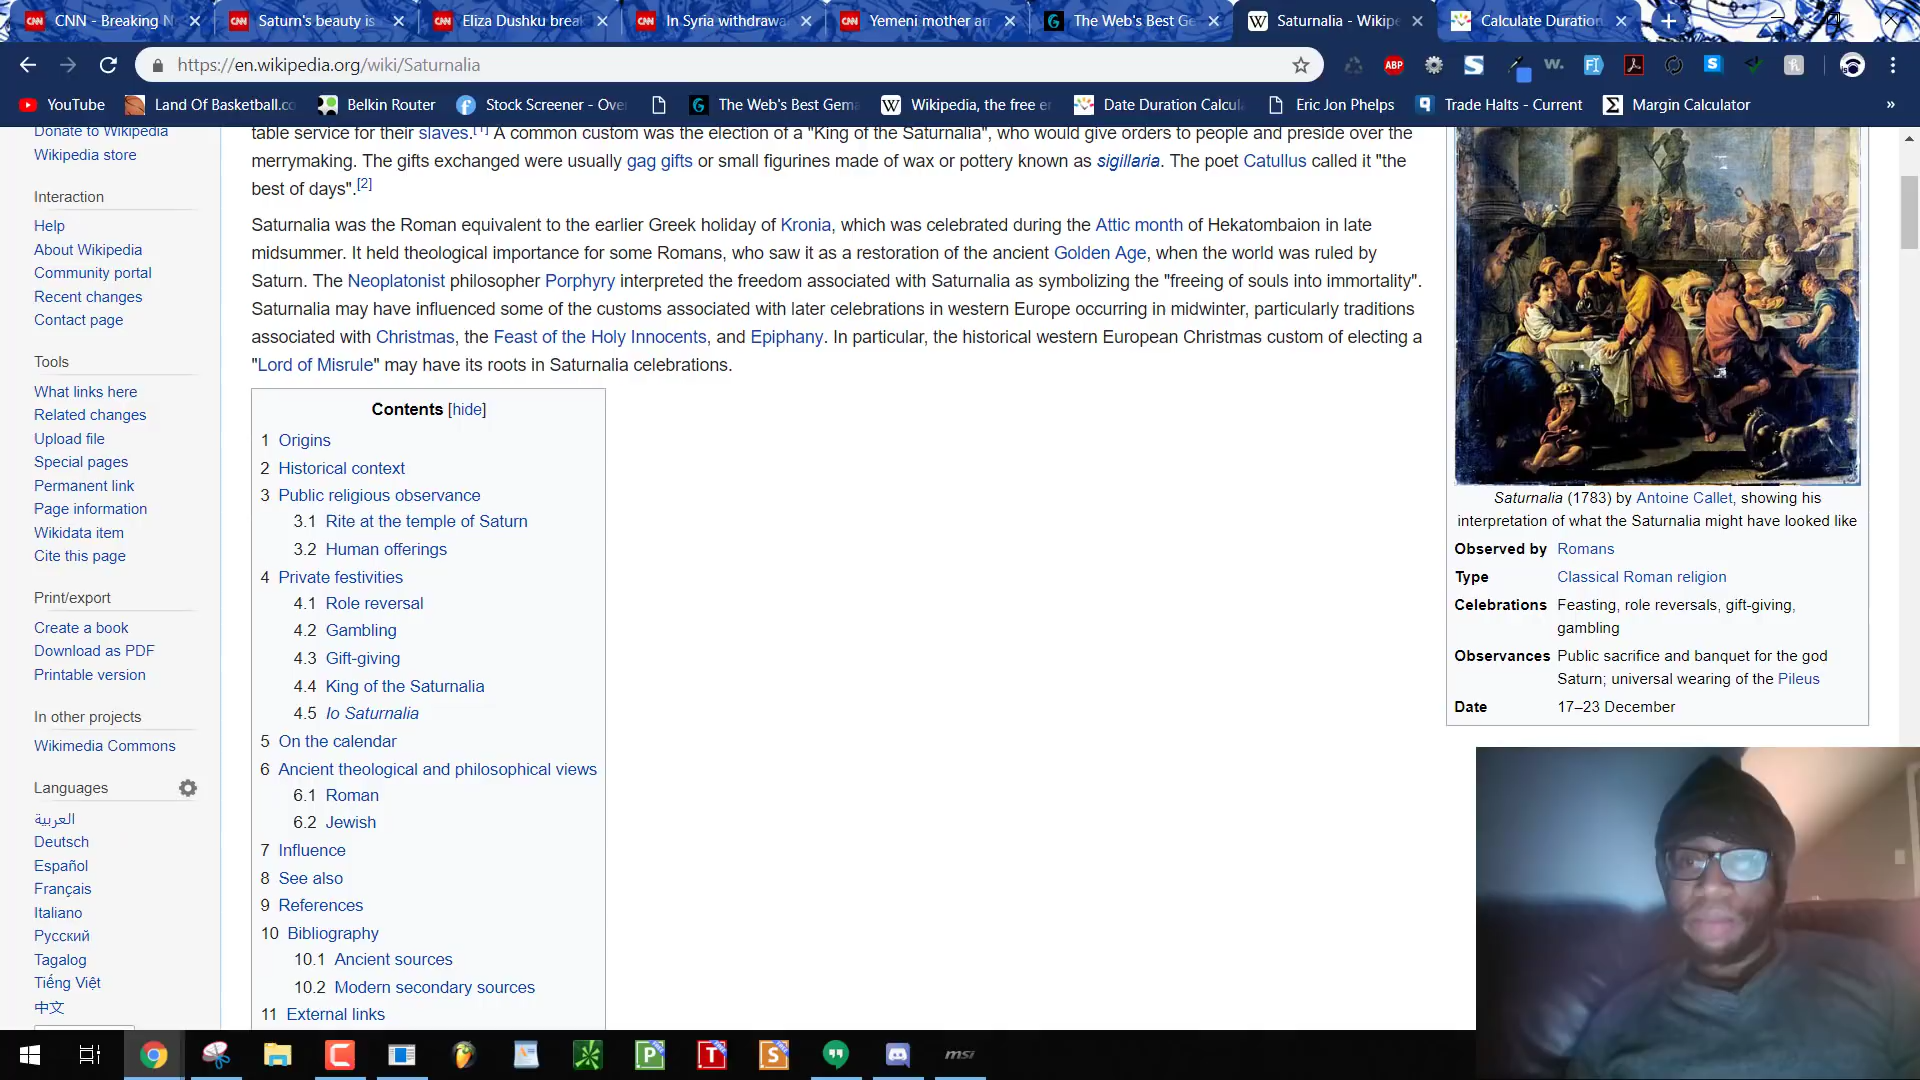 CNN - Breaking N
Saturn's beauty is
Eliza Dushku brea
In Syria withdrawa
Yemeni mother ar
The Web's Best Ge
Saturnalia - Wikipe
Calculate Duration
https://en.wikipedia.org/wiki/Saturnalia
ABP
YouTube
Land Of Basketball.co
Belkin Router
Stock Screener - Over
The Web's Best Gema
Wikipedia, the free e
Date Duration Calcul
Eric Jon Phelps
Trade Halts - Current
Margin Calculator
»
Donate to Wikipedia
Wikipedia store
Interaction
Help
About Wikipedia
Community portal
Recent changes
Contact page
Tools
What links here
Related changes
Upload file
Special pages
Permanent link
Page information
Wikidata item
Cite this page
Print/export
Create a book
Download as PDF
Printable version
In other projects
Wikimedia Commons
Languages
العربية
Deutsch
Español
Français
Italiano
Русский
Tagalog
Tiếng Việt
中文
table service for their slaves.[1] A common custom was the election of a "King of the Saturnalia", who would give orders to people and preside over the
merrymaking. The gifts exchanged were usually gag gifts or small figurines made of wax or pottery known as sigillaria. The poet Catullus called it "the
best of days".[2]
Saturnalia was the Roman equivalent to the earlier Greek holiday of Kronia, which was celebrated during the Attic month of Hekatombaion in late
midsummer. It held theological importance for some Romans, who saw it as a restoration of the ancient Golden Age, when the world was ruled by
Saturn. The Neoplatonist philosopher Porphyry interpreted the freedom associated with Saturnalia as symbolizing the "freeing of souls into immortality".
Saturnalia may have influenced some of the customs associated with later celebrations in western Europe occurring in midwinter, particularly traditions
associated with Christmas, the Feast of the Holy Innocents, and Epiphany. In particular, the historical western European Christmas custom of electing a
"Lord of Misrule" may have its roots in Saturnalia celebrations.
Contents [hide]
1 Origins
2 Historical context
3 Public religious observance
3.1 Rite at the temple of Saturn
3.2 Human offerings
4 Private festivities
4.1 Role reversal
4.2 Gambling
4.3 Gift-giving
4.4 King of the Saturnalia
4.5 Io Saturnalia
5 On the calendar
6 Ancient theological and philosophical views
6.1 Roman
6.2 Jewish
7 Influence
8 See also
9 References
10 Bibliography
10.1 Ancient sources
10.2 Modern secondary sources
11 External links
Saturnalia (1783) by Antoine Callet, showing his
interpretation of what the Saturnalia might have looked like
Observed by Romans
Type Classical Roman religion
Celebrations Feasting, role reversals, gift-giving,
gambling
Observances Public sacrifice and banquet for the god
Saturn; universal wearing of the Pileus
Date 17–23 December
msi